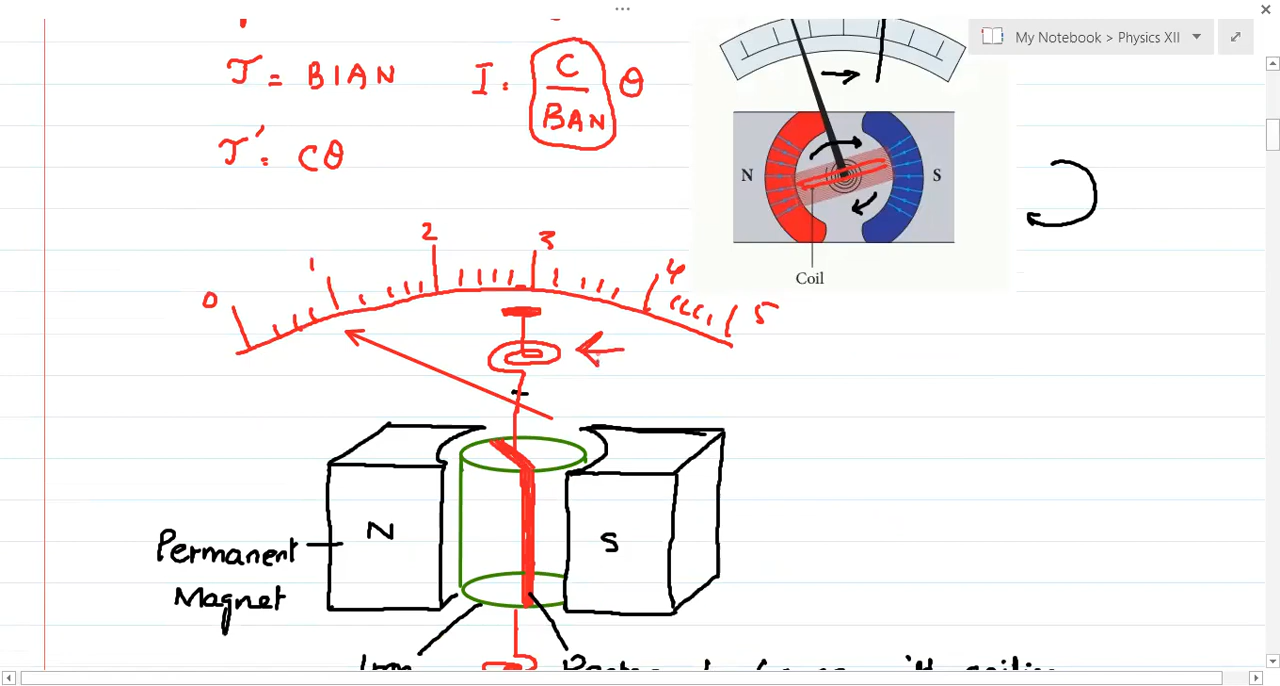 My Notebook > Physics XII
τ = BIAN
I = C/BAN θ
τ' = Cθ
N
S
Coil
0 1 2 3 4 5
N
S
Permanent
Magnet